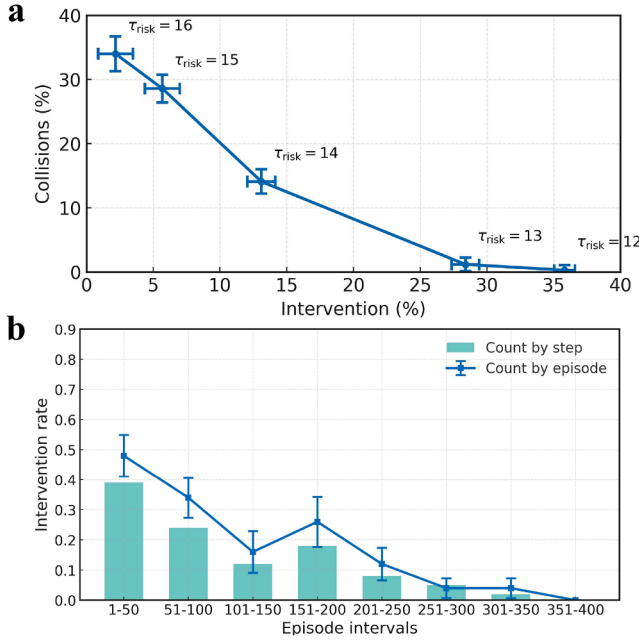 a
40
30
20
10
0
Collisions (%)
τrisk = 16
τrisk = 15
τrisk = 14
τrisk = 13
τrisk = 12
0 5 10 15 20 25 30 35 40
Intervention (%)
b
0.9
0.8
0.7
0.6
0.5
0.4
0.3
0.2
0.1
0.0
Intervention rate
Count by step
Count by episode
1-50 51-100 101-150 151-200 201-250 251-300 301-350 351-400
Episode intervals